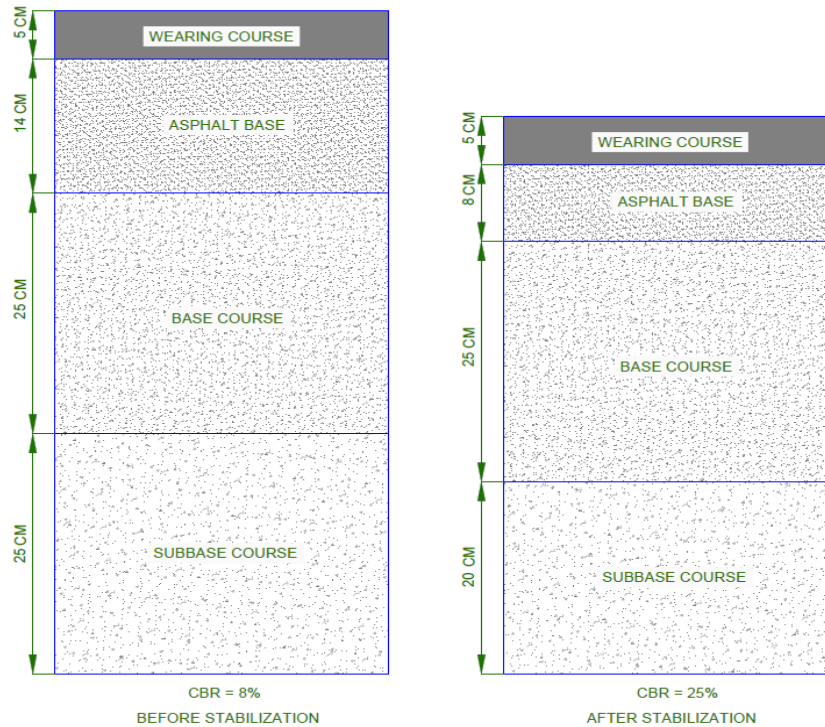 5 CM
WEARING COURSE
14 CM
ASPHALT BASE
25 CM
BASE COURSE
25 CM
SUBBASE COURSE
CBR = 8%
BEFORE STABILIZATION
5 CM
WEARING COURSE
8 CM
ASPHALT BASE
25 CM
BASE COURSE
20 CM
SUBBASE COURSE
CBR = 25%
AFTER STABILIZATION